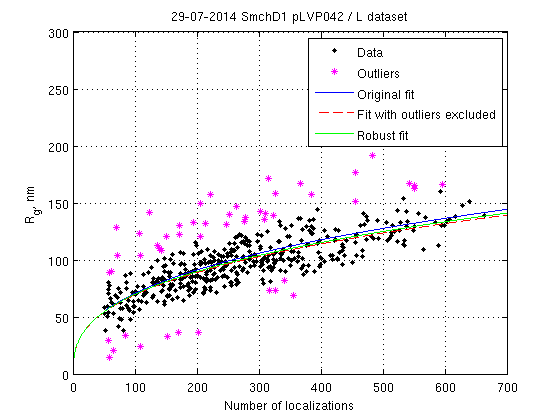 29-07-2014 SmchD1 pLVP042 / L dataset
300
250
200
150
100
50
0
R_g, nm
Data
Outliers
Original fit
Fit with outliers excluded
Robust fit
0 100 200 300 400 500 600 700
Number of localizations